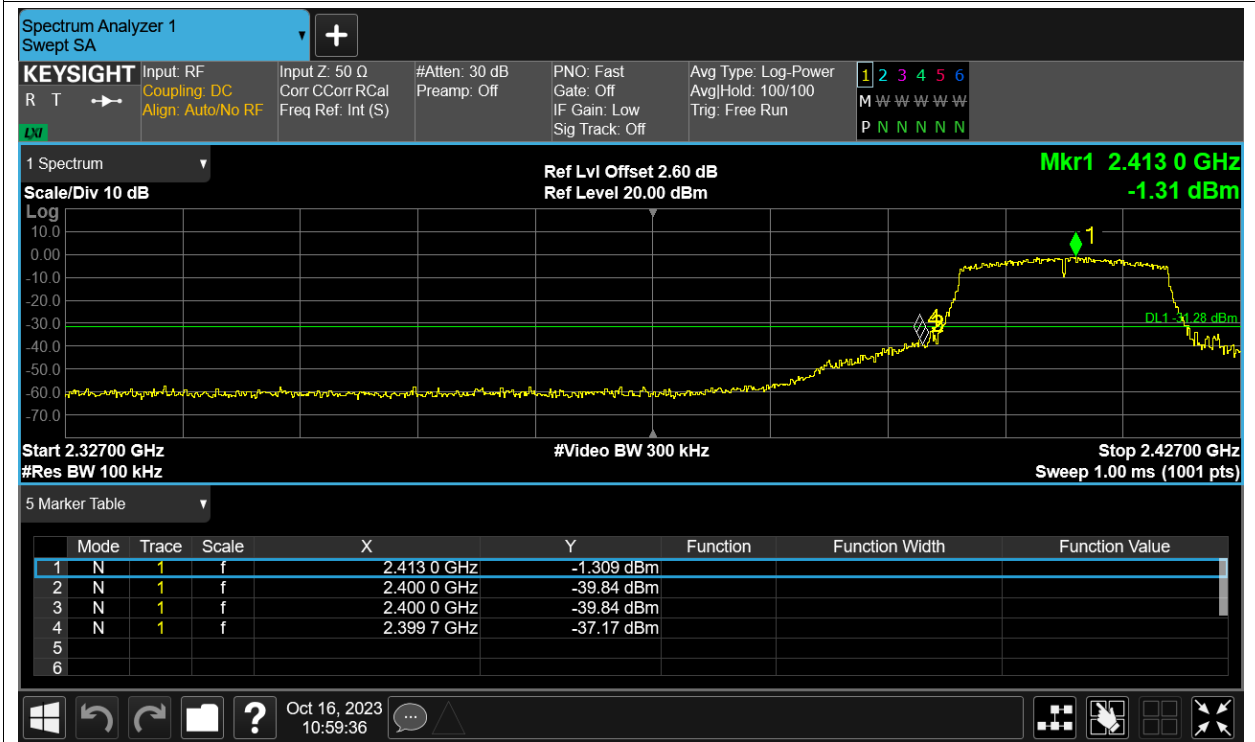 Spectrum Analyzer 1
Swept SA
KEYSIGHT
R T
LXI
Input: RF
Coupling: DC
Align: Auto/No RF
Input Z: 50 Ω
Corr CCorr RCal
Freq Ref: Int (S)
#Atten: 30 dB
Preamp: Off
PNO: Fast
Gate: Off
IF Gain: Low
Sig Track: Off
Avg Type: Log-Power
Avg|Hold: 100/100
Trig: Free Run
1 2 3 4 5 6
M W W W W W
P N N N N N
1 Spectrum
Scale/Div 10 dB
Ref Lvl Offset 2.60 dB
Ref Level 20.00 dBm
Mkr1 2.413 0 GHz
-1.31 dBm
Log
10.0
0.00
-10.0
-20.0
-30.0
-40.0
-50.0
-60.0
-70.0
1
DL1 -31.28 dBm
Start 2.32700 GHz
#Video BW 300 kHz
Stop 2.42700 GHz
#Res BW 100 kHz
Sweep 1.00 ms (1001 pts)
5 Marker Table
Mode Trace Scale X Y Function Function Width Function Value
1 N 1 f 2.413 0 GHz -1.309 dBm
2 N 1 f 2.400 0 GHz -39.84 dBm
3 N 1 f 2.400 0 GHz -39.84 dBm
4 N 1 f 2.399 7 GHz -37.17 dBm
5
6
?
Oct 16, 2023
10:59:36